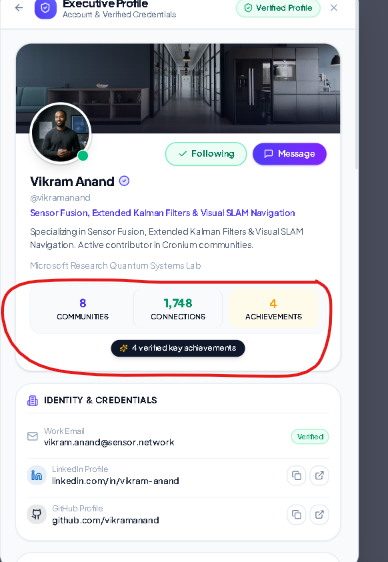 Executive Profile
Account & Verified Credentials
Verified Profile
Following
Message
Vikram Anand
@vikramanand
Sensor Fusion, Extended Kalman Filters & Visual SLAM Navigation
Specializing in Sensor Fusion, Extended Kalman Filters & Visual SLAM
Navigation. Active contributor in Cronium communities.
Microsoft Research Quantum Systems Lab
8
COMMUNITIES
1,748
CONNECTIONS
4
ACHIEVEMENTS
4 verified key achievements
IDENTITY & CREDENTIALS
Work Email
vikram.anand@sensor.network
Verified
LinkedIn Profile
linkedin.com/in/vikram-anand
GitHub Profile
github.com/vikramanand